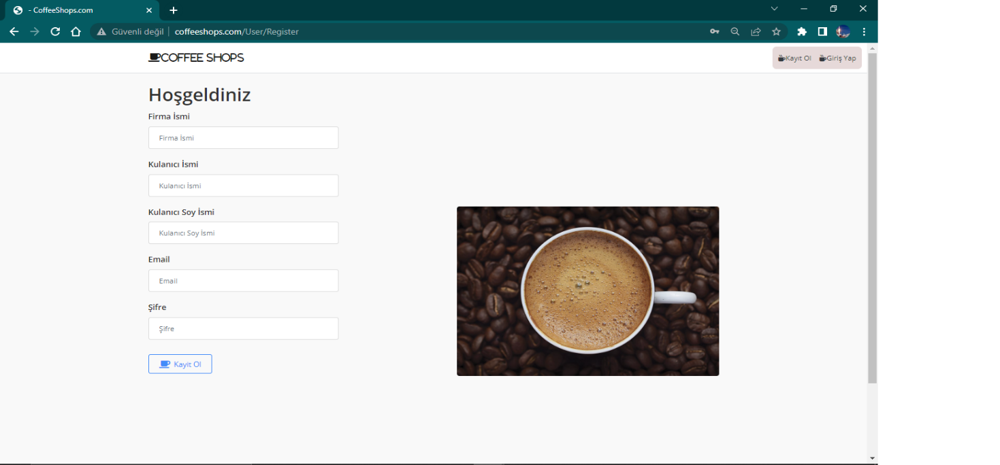 - CoffeeShops.com
Güvenli değil coffeeshops.com/User/Register
COFFEE SHOPS
Kayıt Ol Giriş Yap
Hoşgeldiniz
Firma İsmi
Firma İsmi
Kulanıcı İsmi
Kulanıcı İsmi
Kulanıcı Soy İsmi
Kulanıcı Soy İsmi
Email
Email
Şifre
Şifre
Kayit Ol